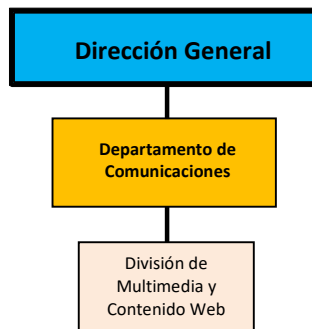 Dirección General
Departamento de
Comunicaciones
División de
Multimedia y
Contenido Web